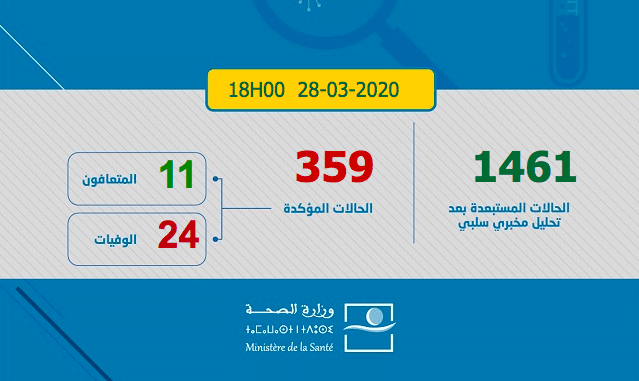 18H00 28-03-2020
1461
الحالات المستبعدة بعد
تحليل مخبري سلبي
359
الحالات المؤكدة
11 المتعافون
24 الوفيات
وزارة الصحة
ⵜⴰⵎⴰⵡⴰⵙⵜ ⵏ ⵜⴷⵓⵙⵉ
Ministère de la Santé